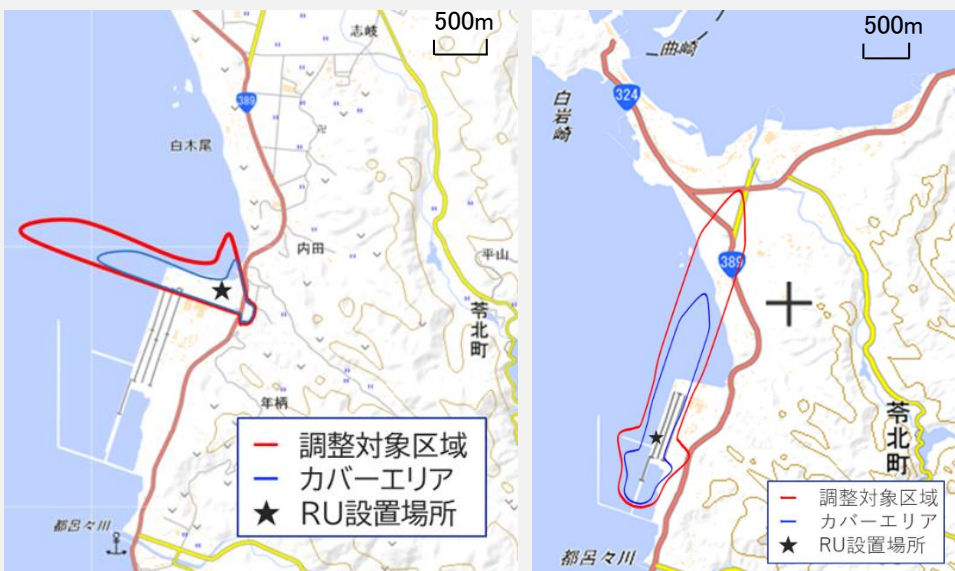 500m
志岐
389
白木尾
内田
平山
苓北町
年柄
都呂々川
調整対象区域
カバーエリア
RU設置場所
500m
曲崎
324
白岩崎
389
苓北町
都呂々川
調整対象区域
カバーエリア
RU設置場所